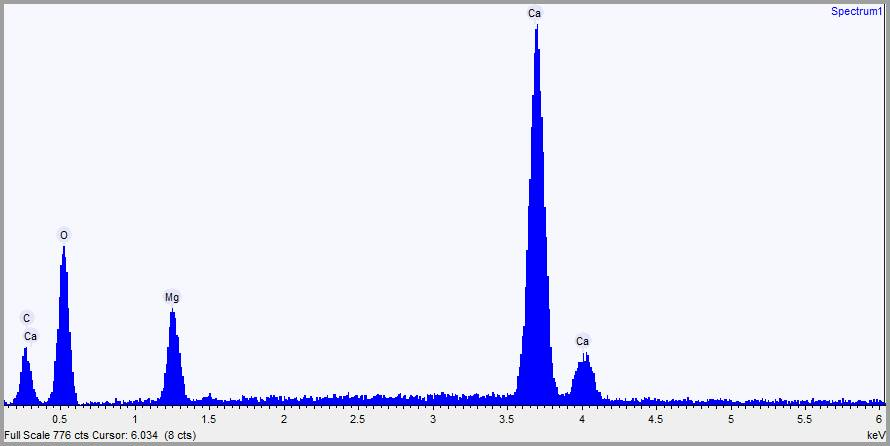 Spectrum1
Ca
O
C
Ca
Mg
Ca
0.5 1 1.5 2 2.5 3 3.5 4 4.5 5 5.5 6
Full Scale 776 cts Cursor: 6.034 (8 cts) keV